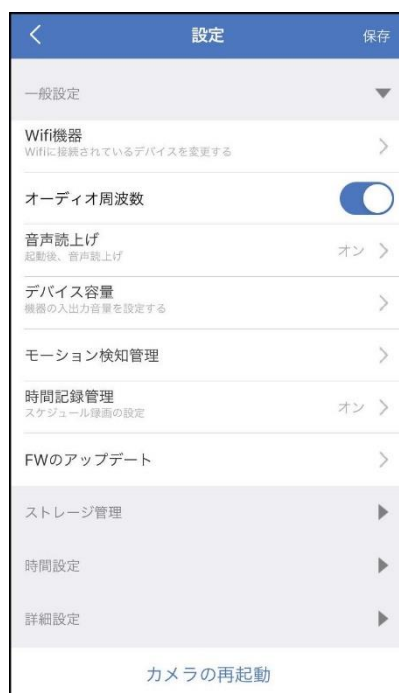 設定
保存
一般設定
Wifi機器
Wifiに接続されているデバイスを変更する
オーディオ周波数
音声読上げ
オン
起動後、音声読上げ
デバイス容量
機器の入出力音量を設定する
モーション検知管理
時間記録管理
オン
スケジュール録画の設定
FWのアップデート
ストレージ管理
時間設定
詳細設定
カメラの再起動